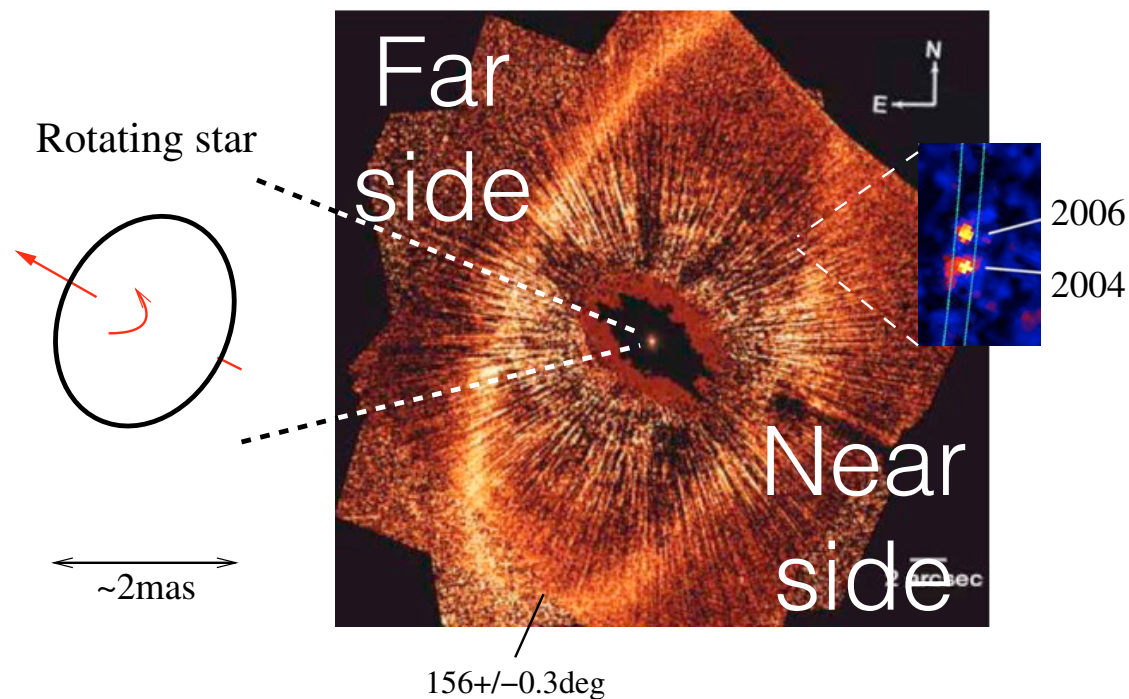 Far
side
N
E
Rotating star
2006
2004
Near
side
2 arcsec
~2mas
156+/−0.3deg